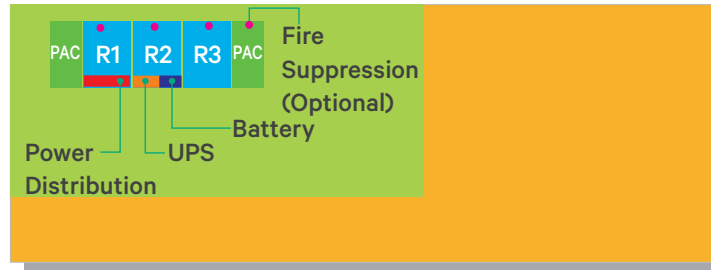 PAC R1 R2 R3 PAC
Fire
Suppression
(Optional)
Battery
Power
Distribution
UPS